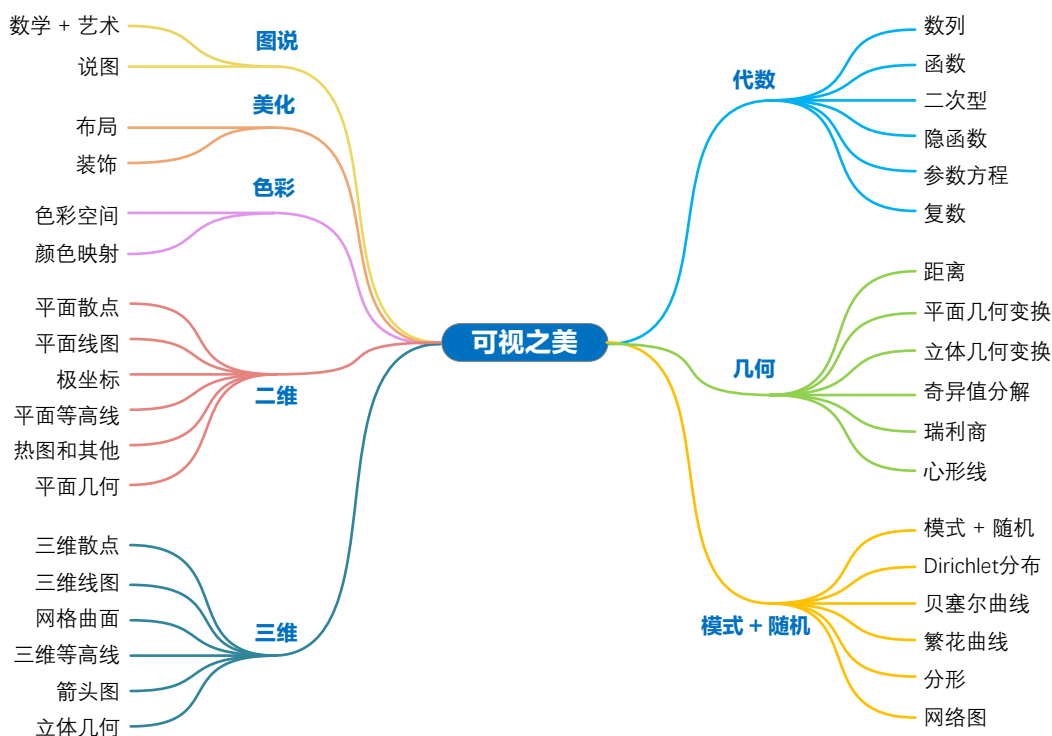 数学 + 艺术
说图
图说
布局
装饰
美化
色彩空间
颜色映射
色彩
平面散点
平面线图
极坐标
平面等高线
热图和其他
平面几何
二维
三维散点
三维线图
网格曲面
三维等高线
箭头图
立体几何
三维
可视之美
代数
数列
函数
二次型
隐函数
参数方程
复数
几何
距离
平面几何变换
立体几何变换
奇异值分解
瑞利商
心形线
模式 + 随机
模式 + 随机
Dirichlet分布
贝塞尔曲线
繁花曲线
分形
网络图